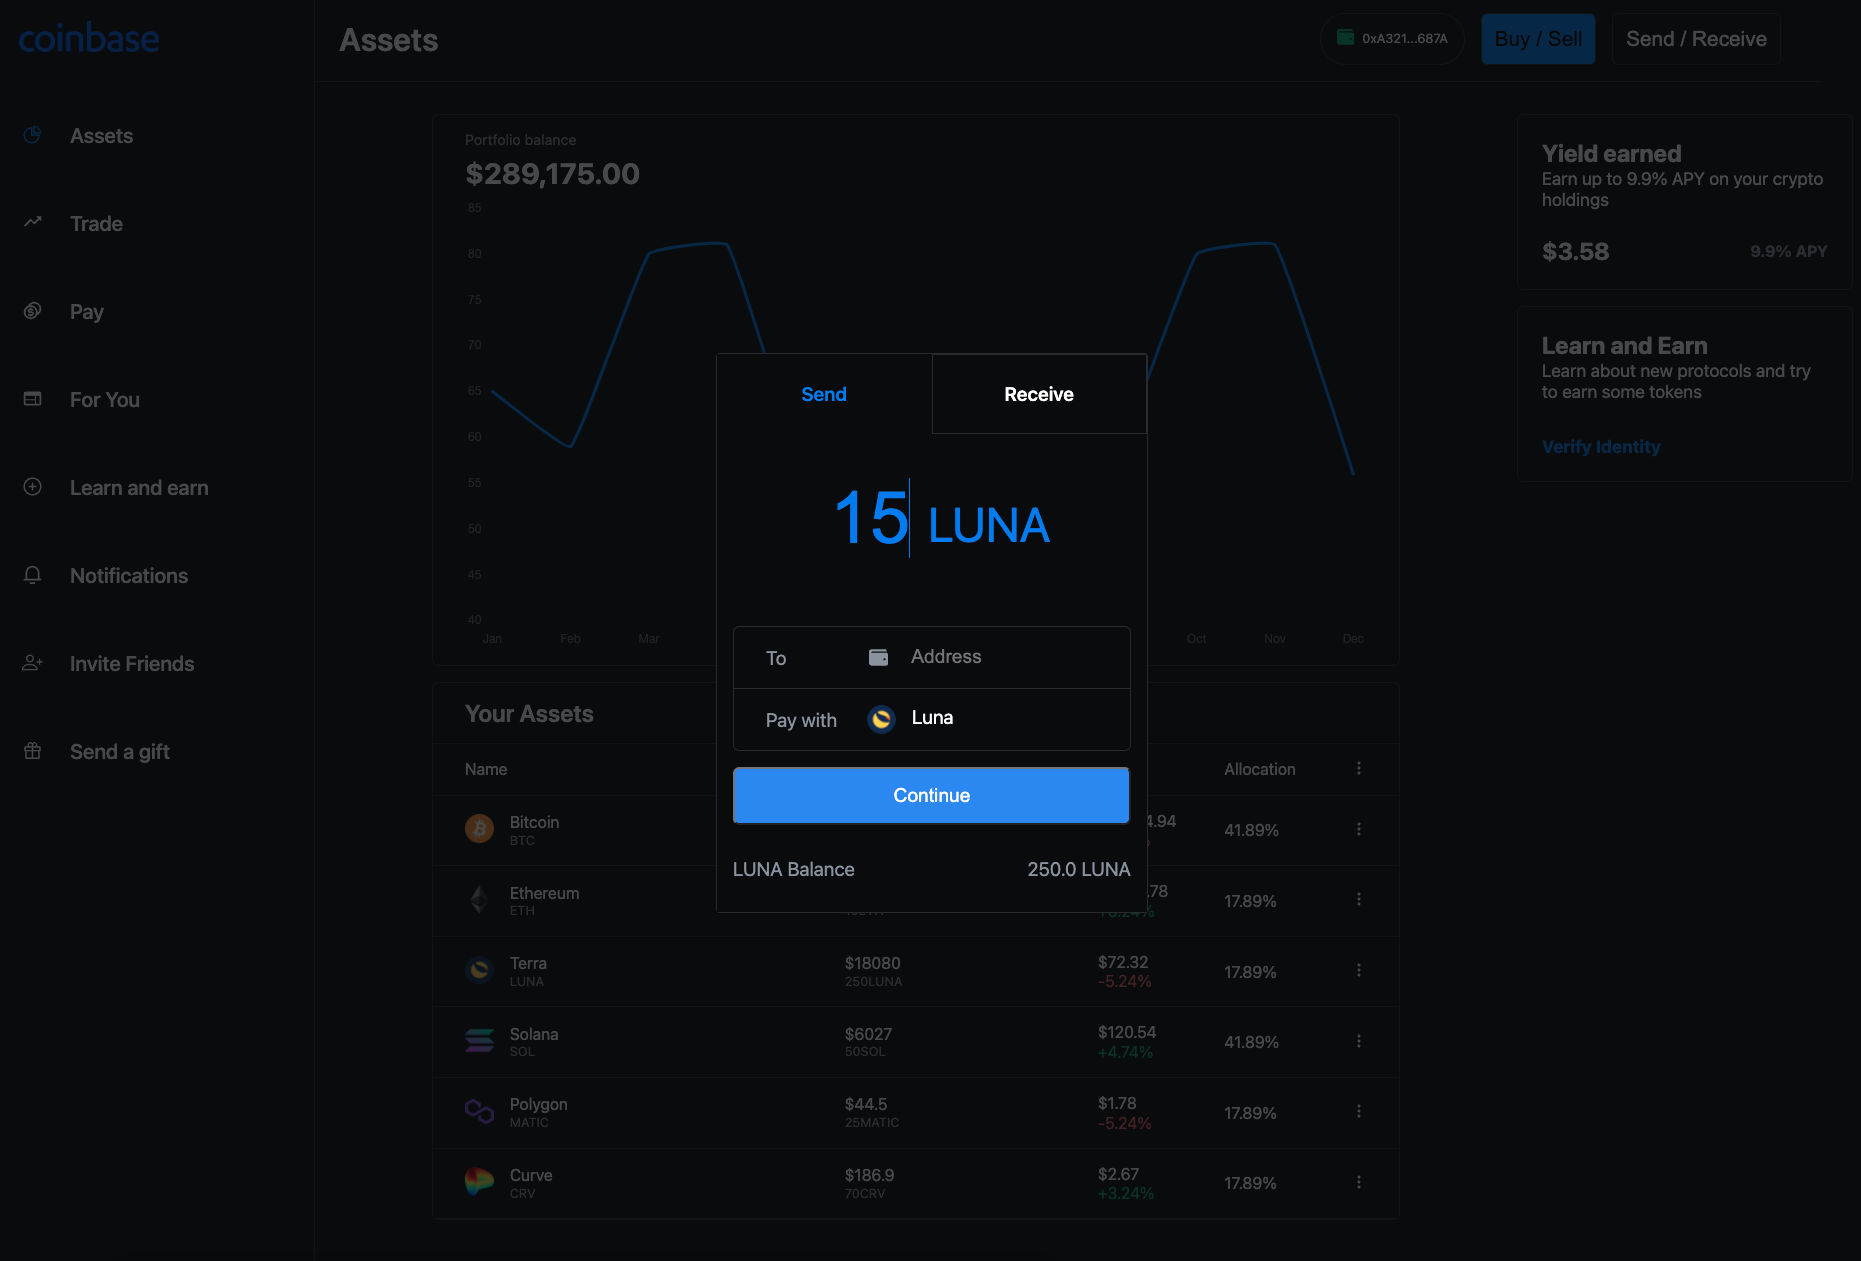 coinbase
Assets
0xA321...687A
Buy / Sell
Send / Receive
Assets
Trade
Pay
For You
Learn and earn
Notifications
Invite Friends
Send a gift
Portfolio balance
$289,175.00
85
80
75
70
65
60
55
50
45
40
Jan
Feb
Mar
Oct
Nov
Dec
Yield earned
Earn up to 9.9% APY on your crypto
holdings
$3.58
9.9% APY
Learn and Earn
Learn about new protocols and try
to earn some tokens
Verify Identity
Send
Receive
15 LUNA
To
Address
Pay with
Luna
Continue
LUNA Balance
250.0 LUNA
Your Assets
Name
Allocation
Bitcoin
BTC
4.94
41.89%
Ethereum
ETH
.78
17.89%
Terra
LUNA
$18080
250LUNA
$72.32
-5.24%
17.89%
Solana
SOL
$6027
50SOL
$120.54
+4.74%
41.89%
Polygon
MATIC
$44.5
25MATIC
$1.78
-5.24%
17.89%
Curve
CRV
$186.9
70CRV
$2.67
+3.24%
17.89%